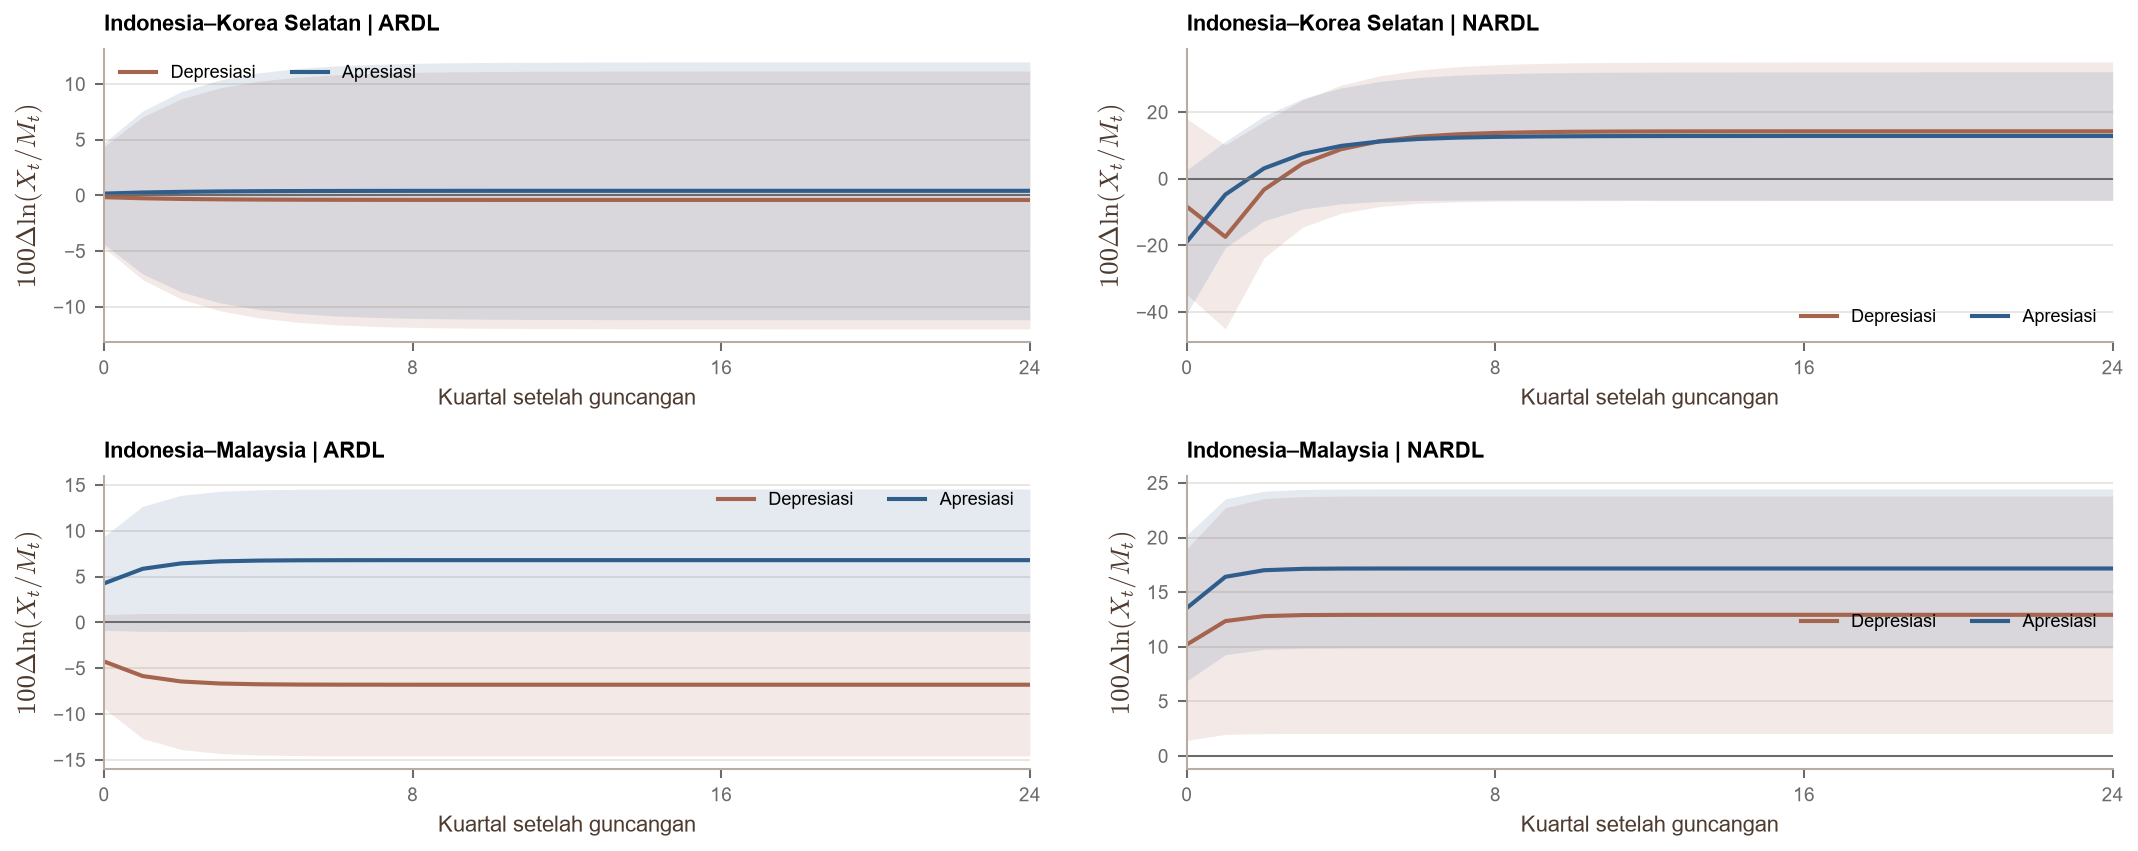 Indonesia–Korea Selatan | ARDL
Depresiasi Apresiasi
100Δln(Xₜ/Mₜ)
10
5
0
−5
−10
0 8 16 24
Kuartal setelah guncangan
Indonesia–Korea Selatan | NARDL
100Δln(Xₜ/Mₜ)
20
0
−20
−40
Depresiasi Apresiasi
0 8 16 24
Kuartal setelah guncangan
Indonesia–Malaysia | ARDL
Depresiasi Apresiasi
100Δln(Xₜ/Mₜ)
15
10
5
0
−5
−10
−15
0 8 16 24
Kuartal setelah guncangan
Indonesia–Malaysia | NARDL
100Δln(Xₜ/Mₜ)
25
20
15
Depresiasi Apresiasi
10
5
0
0 8 16 24
Kuartal setelah guncangan